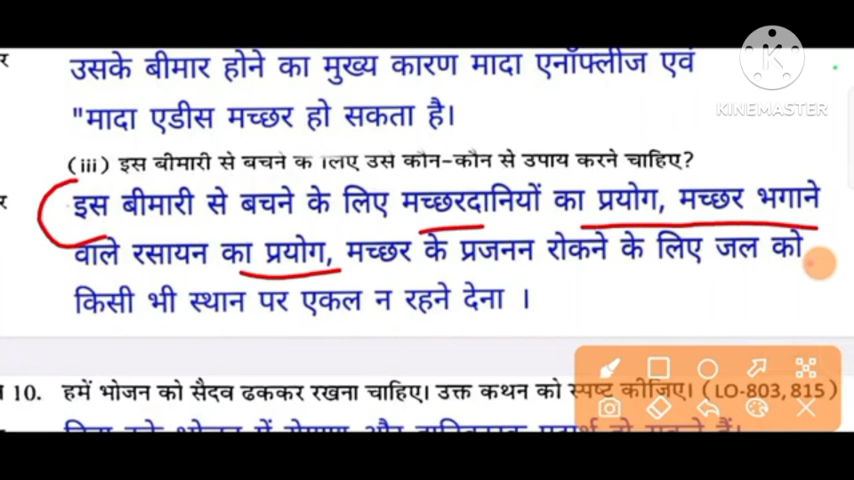 र
उसके बीमार होने का मुख्य कारण मादा एनॉफ्लीज एवं
"मादा एडीस मच्छर हो सकता है।
K
KINEMASTER
(iii) इस बीमारी से बचने के लिए उसे कौन-कौन से उपाय करने चाहिए?
र
इस बीमारी से बचने के लिए मच्छरदानियों का प्रयोग, मच्छर भगाने
वाले रसायन का प्रयोग, मच्छर के प्रजनन रोकने के लिए जल को
किसी भी स्थान पर एकल न रहने देना ।
10. हमें भोजन को सैदव ढककर रखना चाहिए। उक्त कथन को स्पष्ट कीजिए। (LO-803, 815)